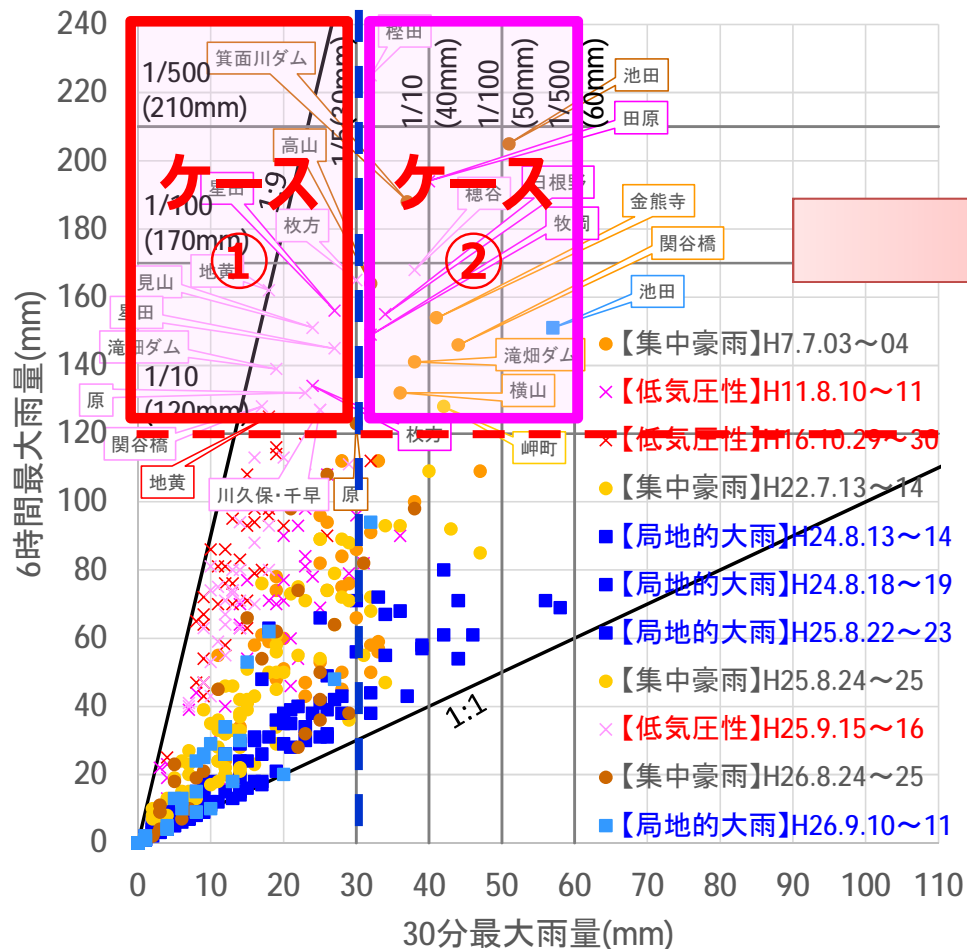 6時間最大雨量(mm)
240
220
200
180
160
140
120
100
80
60
40
20
0
0
10
20
30
40
50
60
70
80
90
100
110
30分最大雨量(mm)
ケース
①
ケース
②
1/500
(210mm)
1/100
(170mm)
1/10
(120mm)
1:9
1:1
1/5(30mm)
1/10
(40mm)
1/100
(50mm)
1/500
(60mm)
箕面川ダム
樫田
高山
星田
枚方
地黄
見山
星田
滝畑ダム
原
関谷橋
地黄
川久保・千早
原
枚方
岬町
池田
田原
穂谷
日根野
牧岡
金熊寺
関谷橋
池田
滝畑ダム
横山
【集中豪雨】H7.7.03～04
【低気圧性】H11.8.10～11
【低気圧性】H16.10.29～30
【集中豪雨】H22.7.13～14
【局地的大雨】H24.8.13～14
【局地的大雨】H24.8.18～19
【局地的大雨】H25.8.22～23
【集中豪雨】H25.8.24～25
【低気圧性】H25.9.15～16
【集中豪雨】H26.8.24～25
【局地的大雨】H26.9.10～11